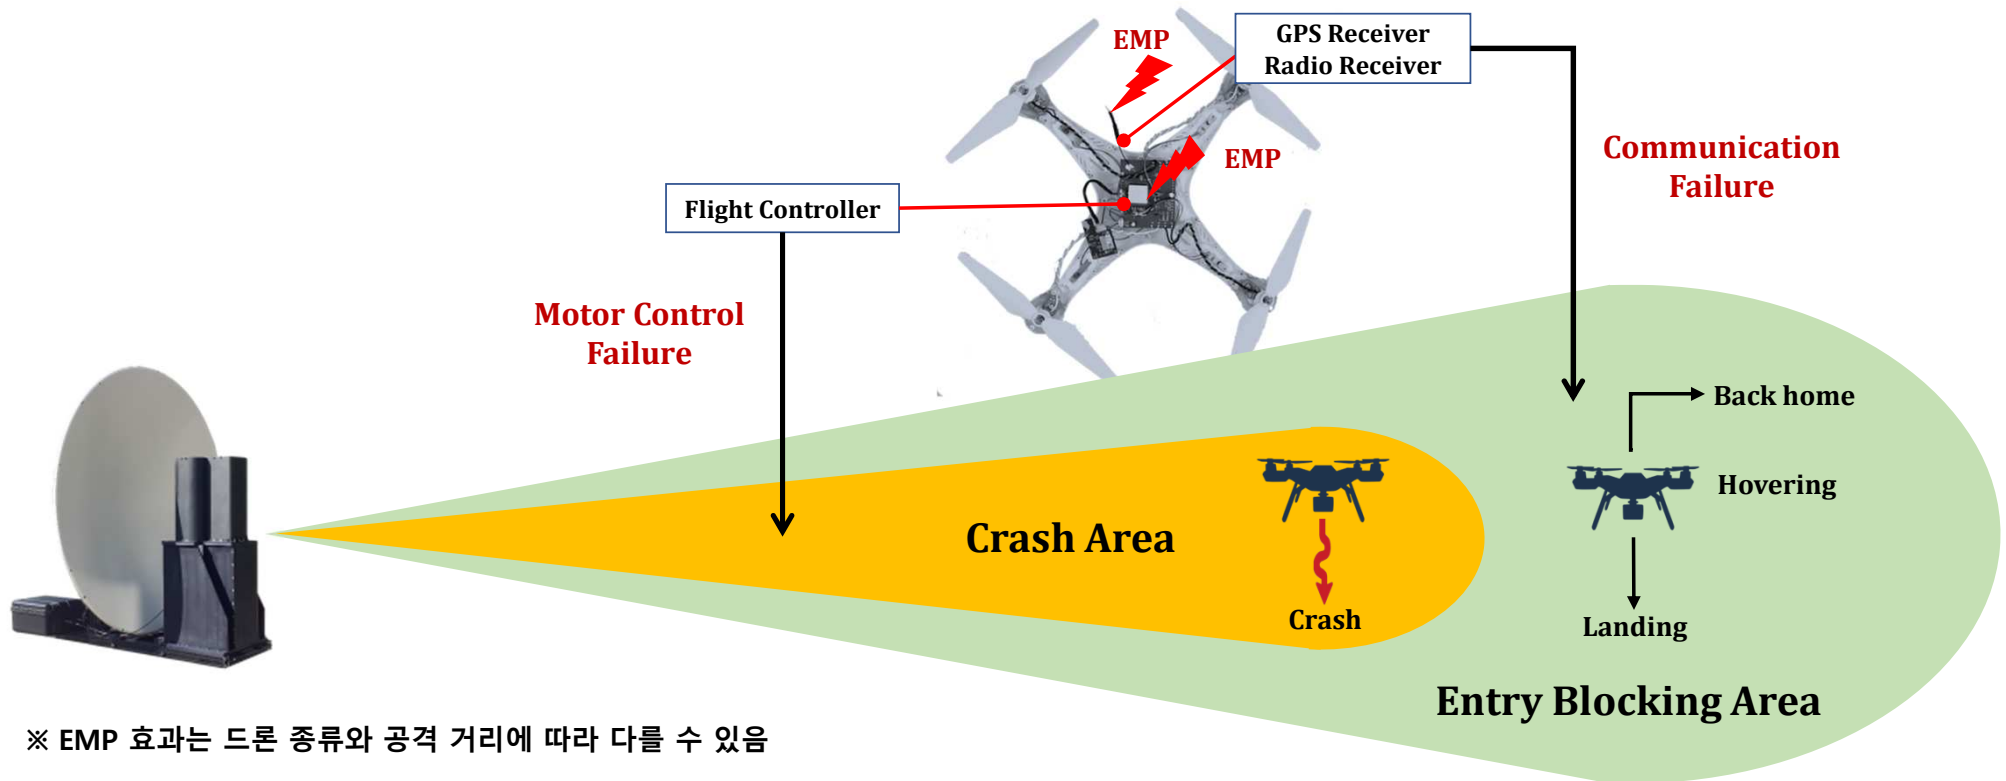 EMP
GPS Receiver
Radio Receiver
EMP
Communication
Failure
Flight Controller
Motor Control
Failure
Back home
Hovering
Crash Area
Crash
Landing
Entry Blocking Area
※ EMP 효과는 드론 종류와 공격 거리에 따라 다를 수 있음